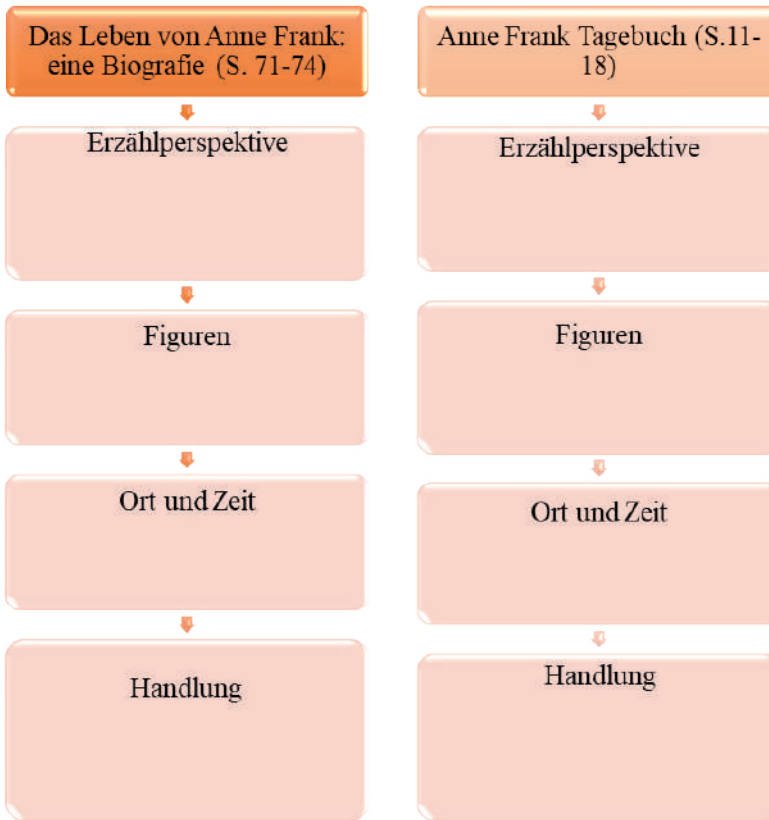 Das Leben von Anne Frank:
eine Biografie (S. 71-74)
Erzählperspektive
Figuren
Ort und Zeit
Handlung
Anne Frank Tagebuch (S.11-
18)
Erzählperspektive
Figuren
Ort und Zeit
Handlung